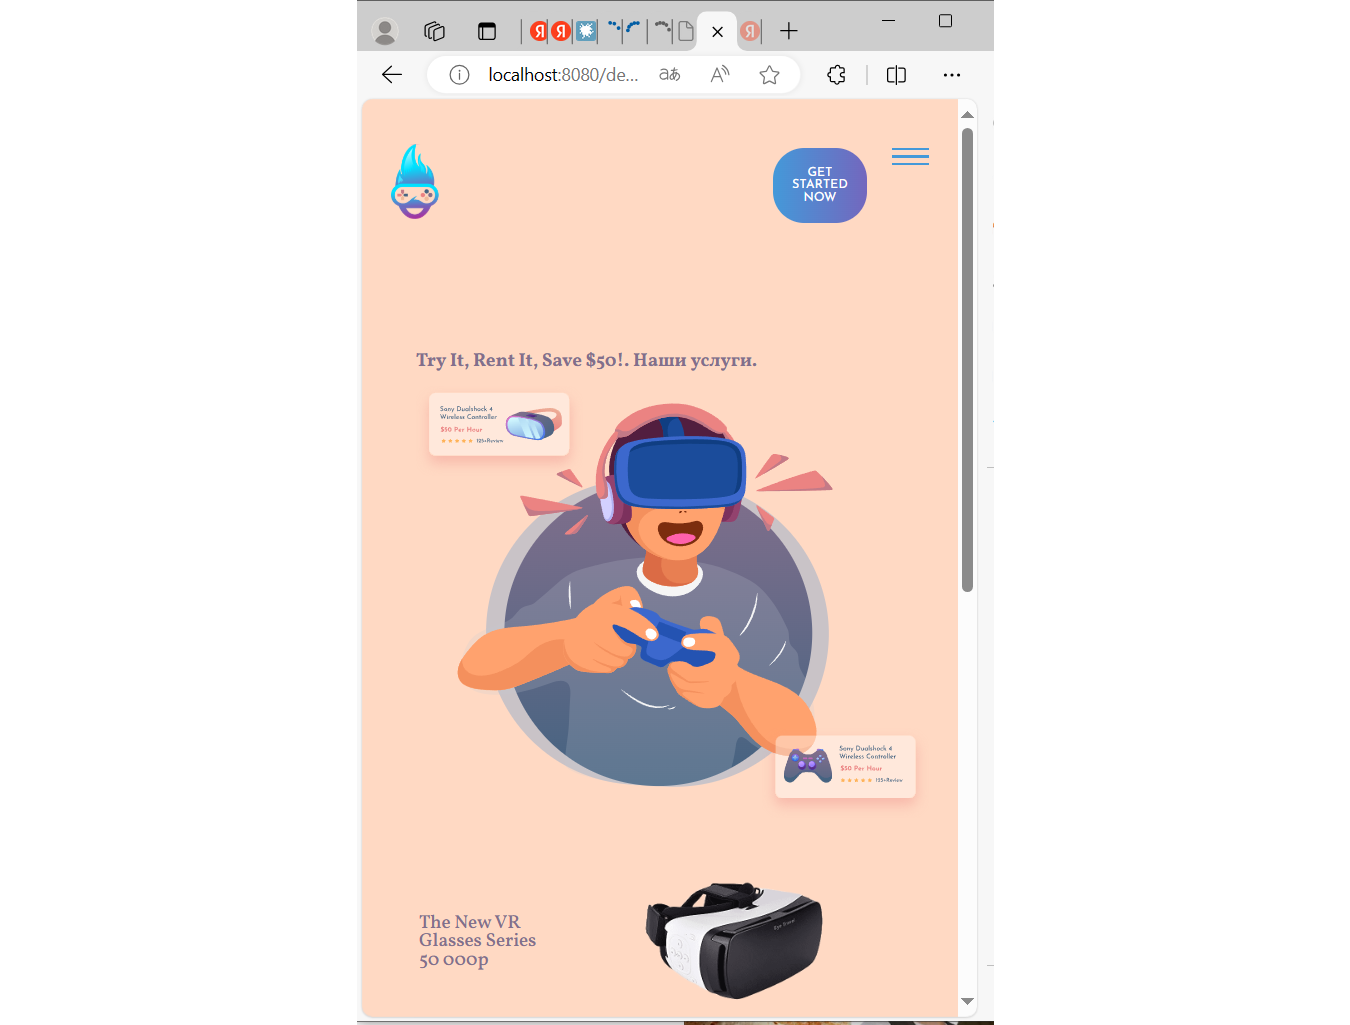 localhost:8080/de...
GET
STARTED
NOW
Try It, Rent It, Save $50!. Наши услуги.
Sony Dualshock 4
Wireless Controller
$50 Per Hour
125+Review
Sony Dualshock 4
Wireless Controller
$50 Per Hour
125+Review
The New VR
Glasses Series
50 000р